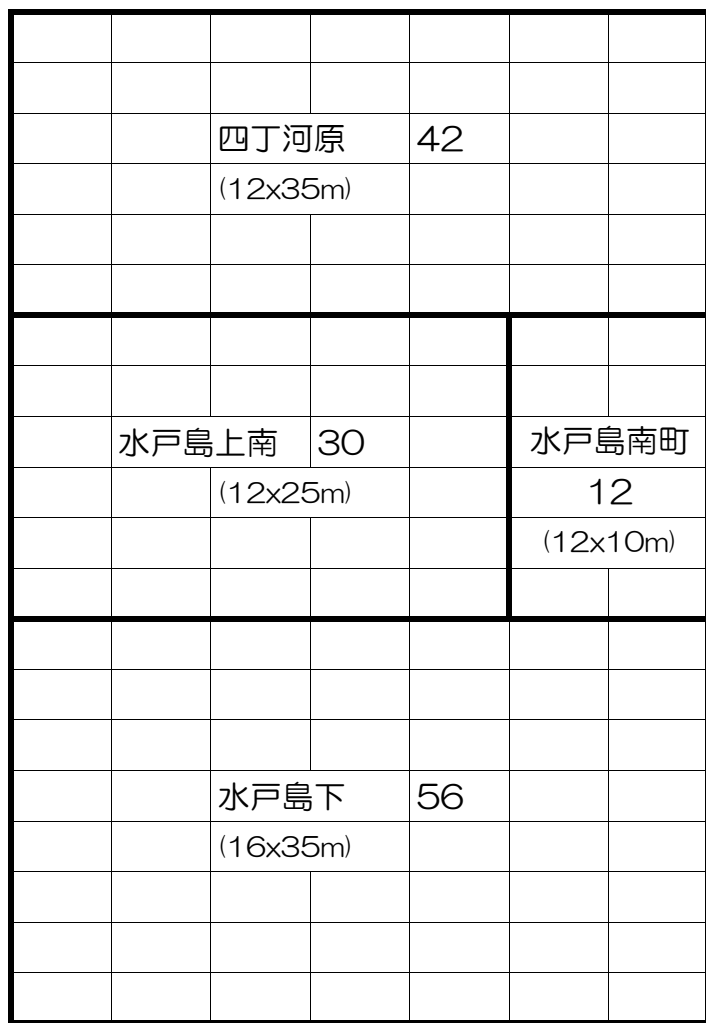 四丁河原 42
(12x35m)
水戸島上南 30
(12x25m)
水戸島南町
12
(12x10m)
水戸島下 56
(16x35m)